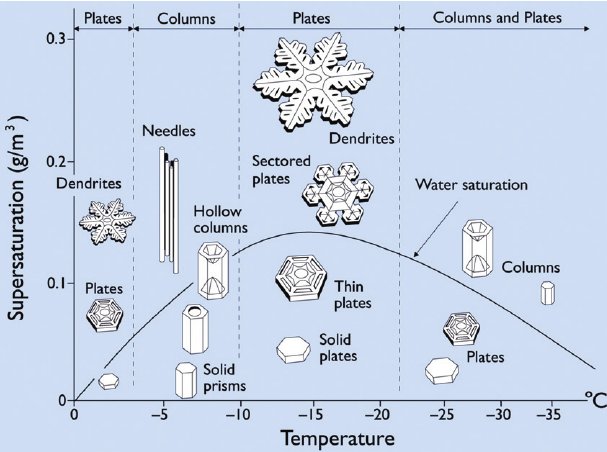 Plates
Columns
Plates
Columns and Plates
0.3
0.2
0.1
0
Supersaturation (g/m³)
Dendrites
Needles
Dendrites
Sectored
plates
Water saturation
Hollow
columns
Plates
Thin
plates
Columns
Solid
prisms
Solid
plates
Plates
0
–5
–10
–15
–20
–25
–30
–35
°C
Temperature